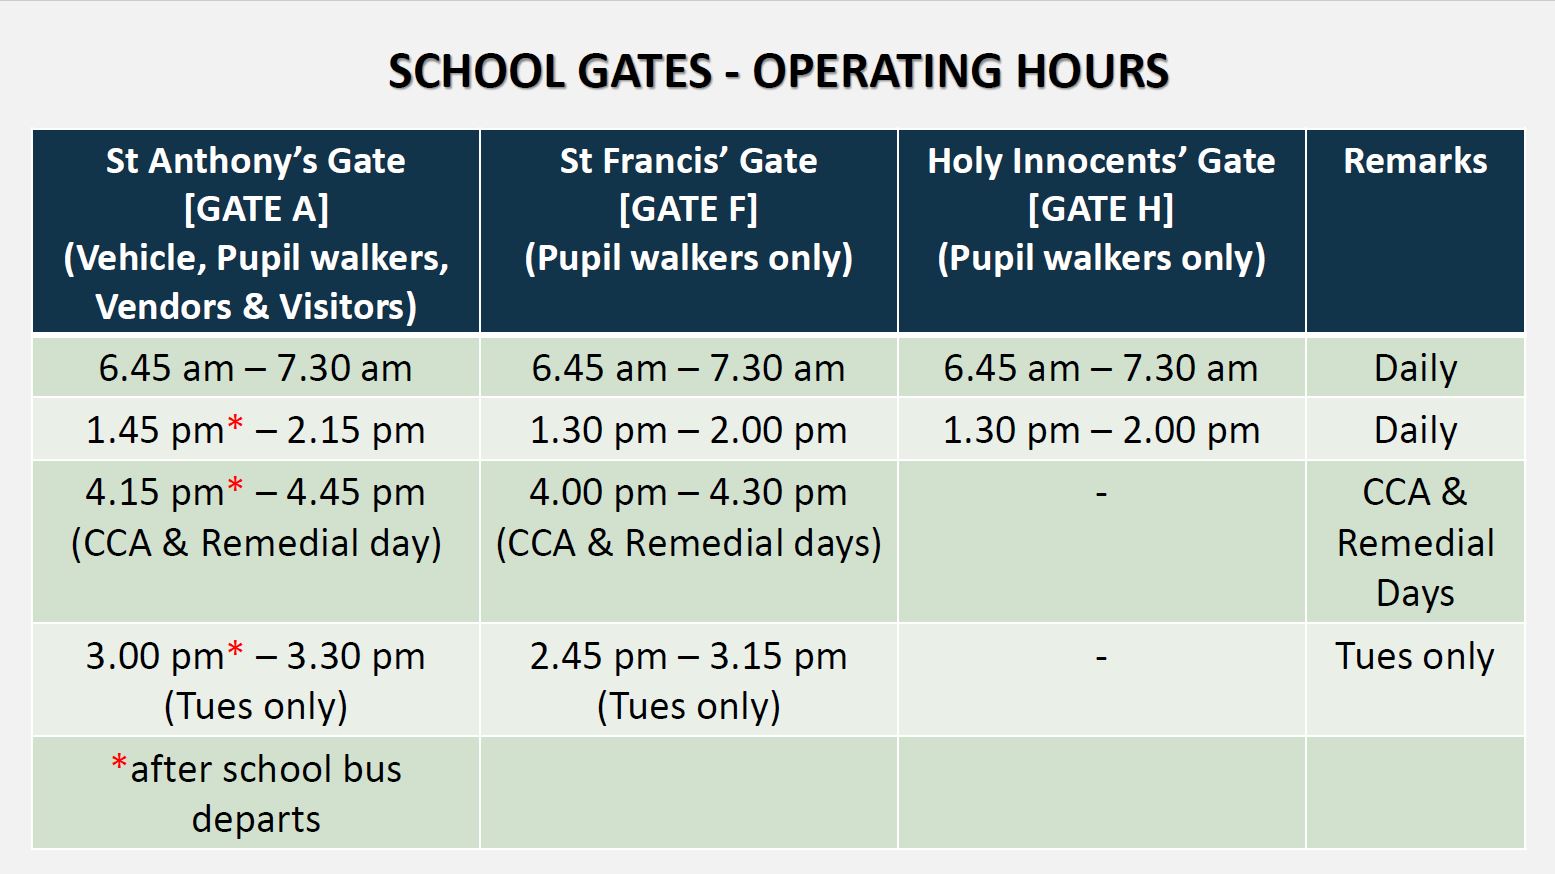 SCHOOL GATES - OPERATING HOURS
St Anthony’s Gate
[GATE A]
(Vehicle, Pupil walkers,
Vendors & Visitors)
St Francis’ Gate
[GATE F]
(Pupil walkers only)
Holy Innocents’ Gate
[GATE H]
(Pupil walkers only)
Remarks
6.45 am – 7.30 am
6.45 am – 7.30 am
6.45 am – 7.30 am
Daily
1.45 pm* – 2.15 pm
1.30 pm – 2.00 pm
1.30 pm – 2.00 pm
Daily
4.15 pm* – 4.45 pm
(CCA & Remedial day)
4.00 pm – 4.30 pm
(CCA & Remedial days)
-
CCA &
Remedial
Days
3.00 pm* – 3.30 pm
(Tues only)
2.45 pm – 3.15 pm
(Tues only)
-
Tues only
*after school bus
departs